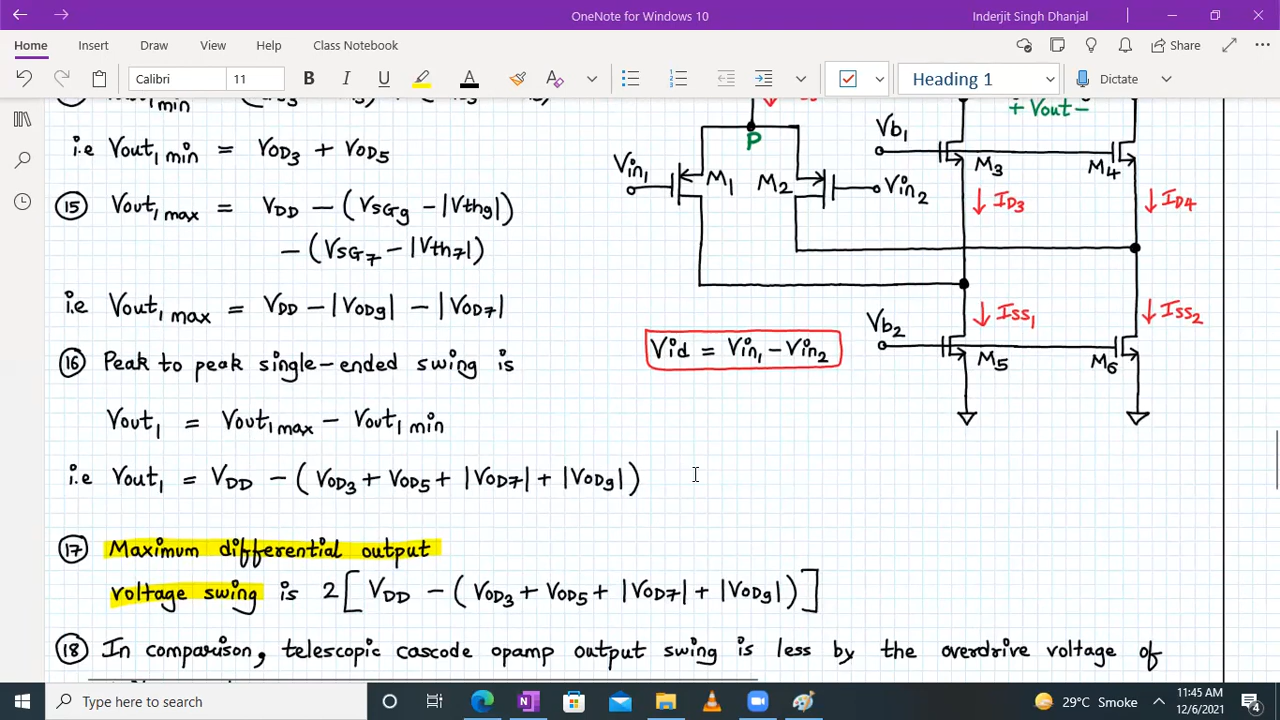 OneNote for Windows 10
Inderjit Singh Dhanjal
Home Insert Draw View Help Class Notebook
Share
Calibri 11 B I U A
Heading 1
Dictate
i.e Vout1 min = VOD3 + VOD5
15 Vout1 max = VDD - (VSG9 - |Vth9|)
- (VSG7 - |Vth7|)
i.e Vout1 max = VDD - |VOD9| - |VOD7|
16 Peak to peak single-ended swing is
Vout1 = Vout1 max - Vout1 min
i.e Vout1 = VDD - (VOD3 + VOD5 + |VOD7| + |VOD9|)
17 Maximum differential output
voltage swing is 2[VDD - (VOD3 + VOD5 + |VOD7| + |VOD9|)]
18 In comparison, telescopic cascode opamp output swing is less by the overdrive voltage of
+ Vout -
P
Vb1
M3
M4
Vin1
M1
M2
Vin2
ID3
ID4
ISS1
ISS2
Vb2
M5
M6
Vid = Vin1 - Vin2
Type here to search
29°C Smoke
11:45 AM
12/6/2021
4